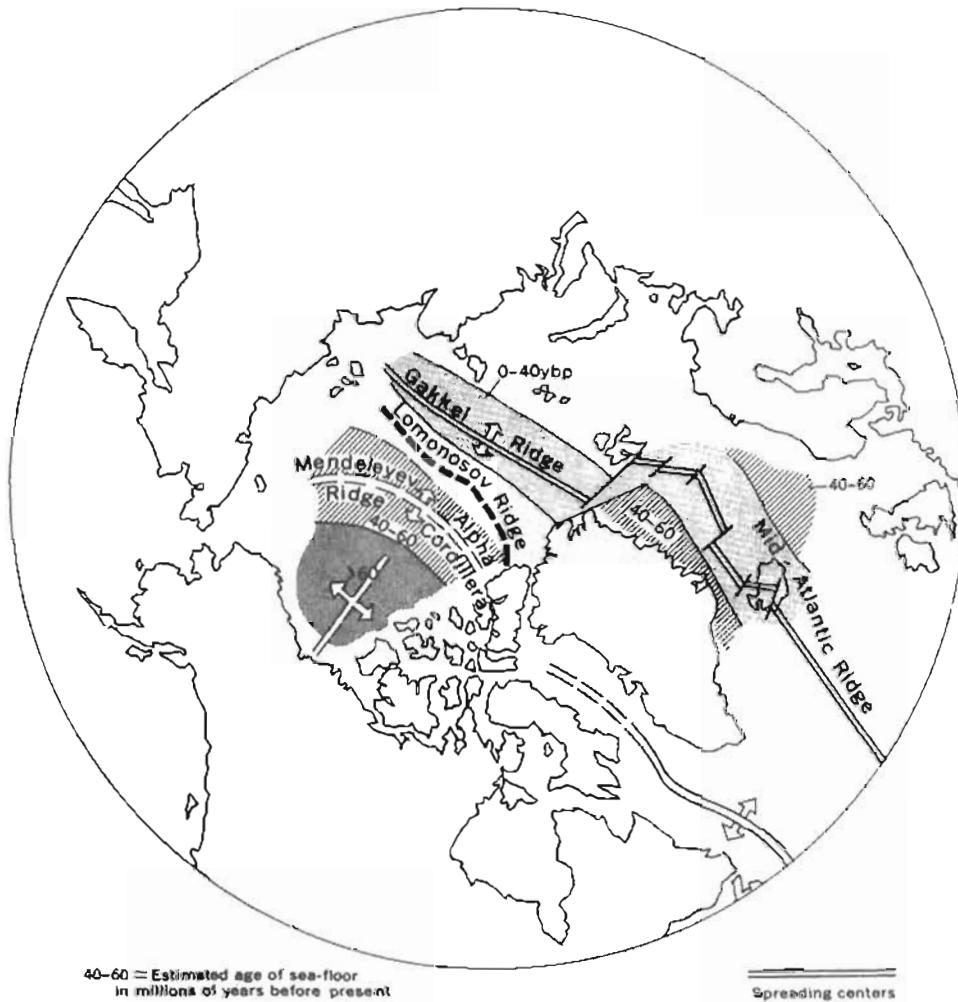 0-40ybp
Gakkel
Ridge
Lomonosov Ridge
Mendeleyev
Ridge
Alpha
Cordillera
40-60
>60
40-60
40-60
Mid Atlantic Ridge
40-60 = Estimated age of sea-floor
in millions of years before present
Spreading centers